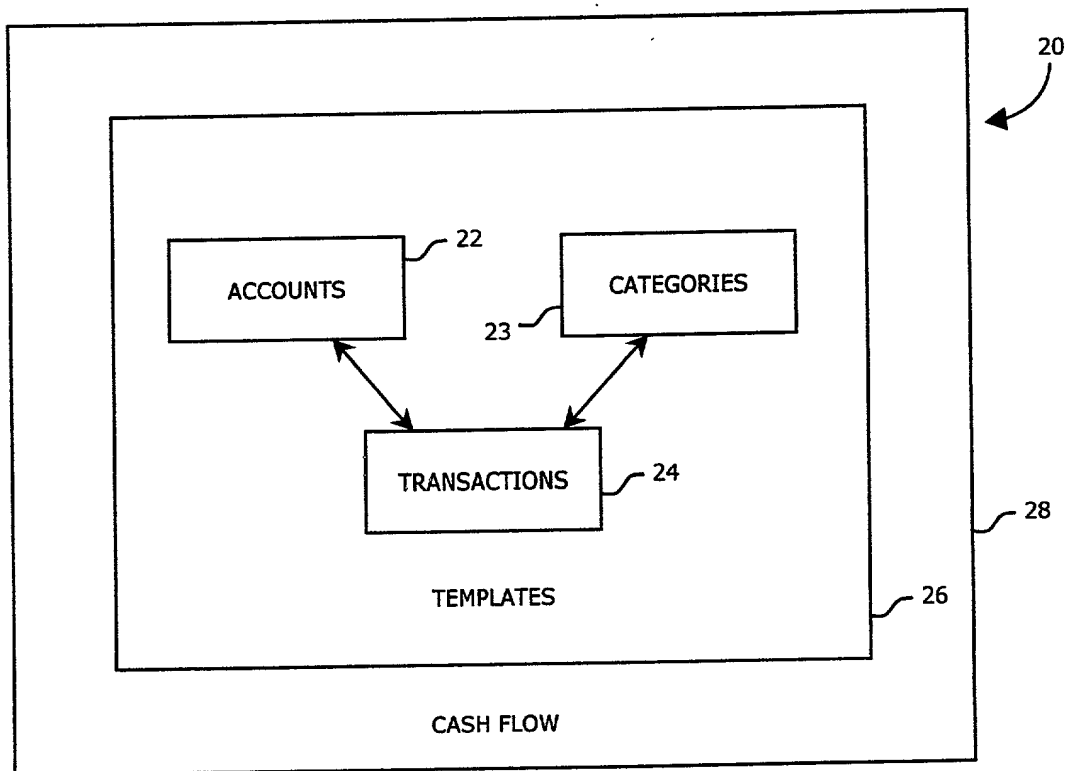 20
22
ACCOUNTS
CATEGORIES
23
TRANSACTIONS
24
28
TEMPLATES
26
CASH FLOW